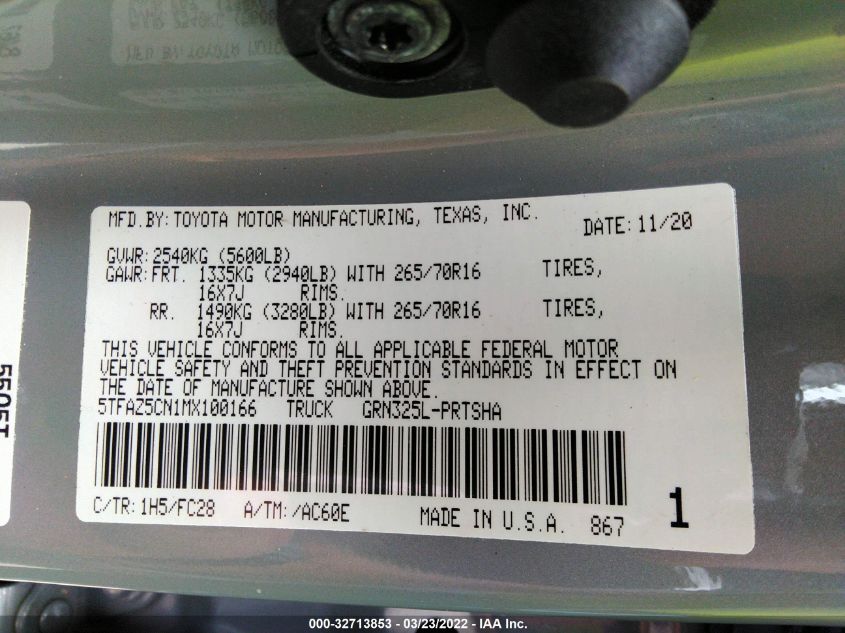 MFD.BY:TOYOTA MOTOR MANUFACTURING, TEXAS, INC. DATE:11/20
GVWR:2540KG (5600LB)
GAWR:FRT. 1335KG (2940LB) WITH 265/70R16 TIRES,
16X7J RIMS.
RR. 1490KG (3280LB) WITH 265/70R16 TIRES,
16X7J RIMS.
THIS VEHICLE CONFORMS TO ALL APPLICABLE FEDERAL MOTOR
VEHICLE SAFETY AND THEFT PREVENTION STANDARDS IN EFFECT ON
THE DATE OF MANUFACTURE SHOWN ABOVE.
5TFAZ5CN1MX100166 TRUCK GRN325L-PRTSHA
C/TR:1H5/FC28 A/TM:/AC60E MADE IN U.S.A. 867 1
5505T
000-32713853 - 03/23/2022 - IAA Inc.